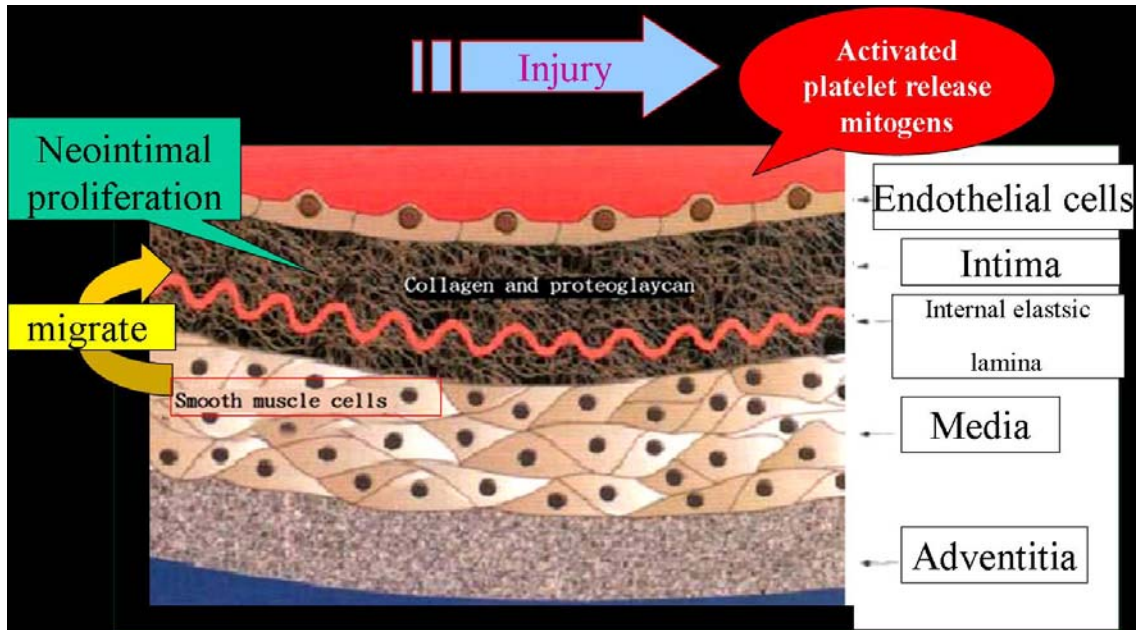 Injury
Activated
platelet release
mitogens
Neointimal
proliferation
Endothelial cells
Intima
Collagen and proteoglaycan
Internal elastsic
lamina
migrate
Smooth muscle cells
Media
Adventitia